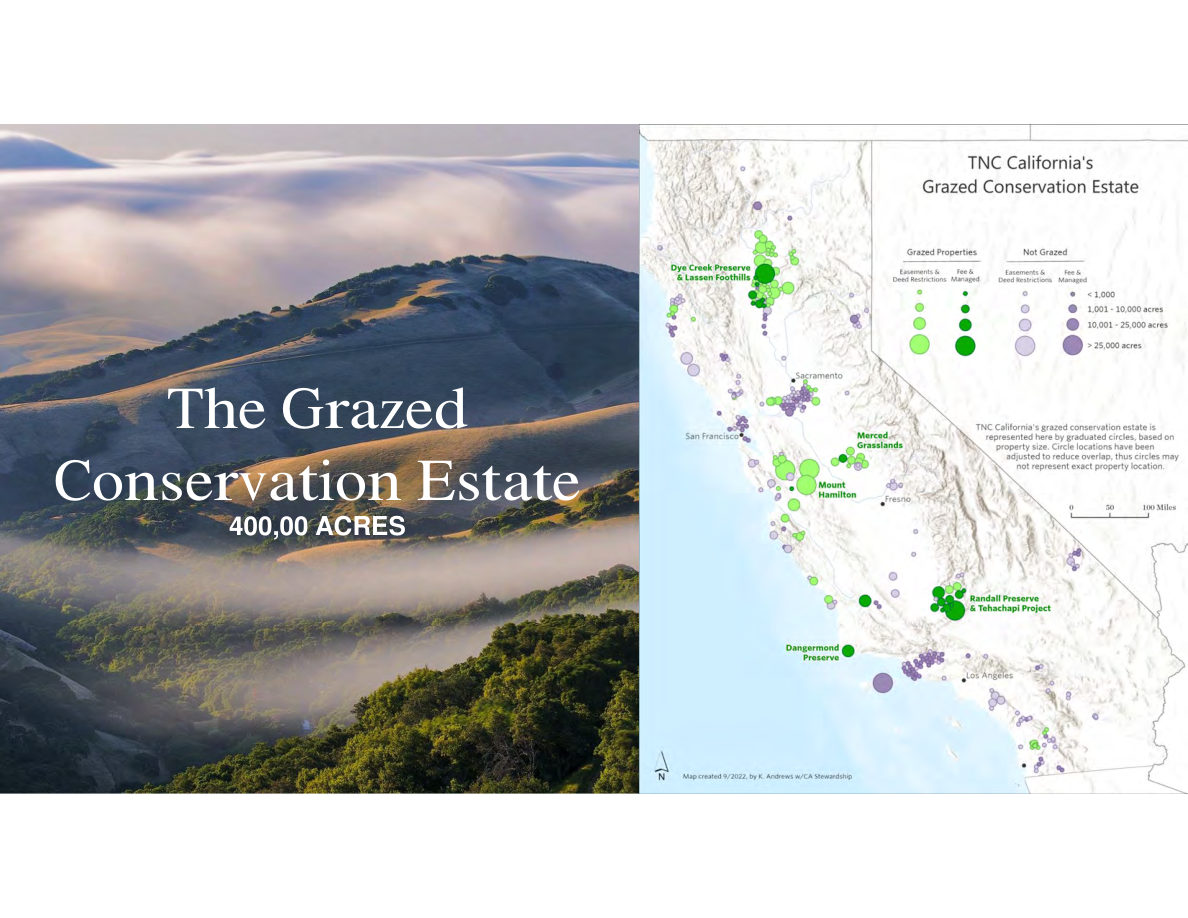 The Grazed
Conservation Estate
400,00 ACRES
TNC California's
Grazed Conservation Estate
Grazed Properties
Not Grazed
Easements &
Deed Restrictions
Fee &
Managed
Easements &
Deed Restrictions
Fee &
Managed
< 1,000
1,001 - 10,000 acres
10,001 - 25,000 acres
> 25,000 acres
Dye Creek Preserve
& Lassen Foothills
Sacramento
San Francisco
Merced
Grasslands
Mount
Hamilton
Fresno
TNC California's grazed conservation estate is
represented here by graduated circles, based on
property size. Circle locations have been
adjusted to reduce overlap, thus circles may
not represent exact property location.
0 50 100 Miles
Randall Preserve
& Tehachapi Project
Dangermond
Preserve
Los Angeles
N
Map created 9/2022, by K. Andrews w/CA Stewardship